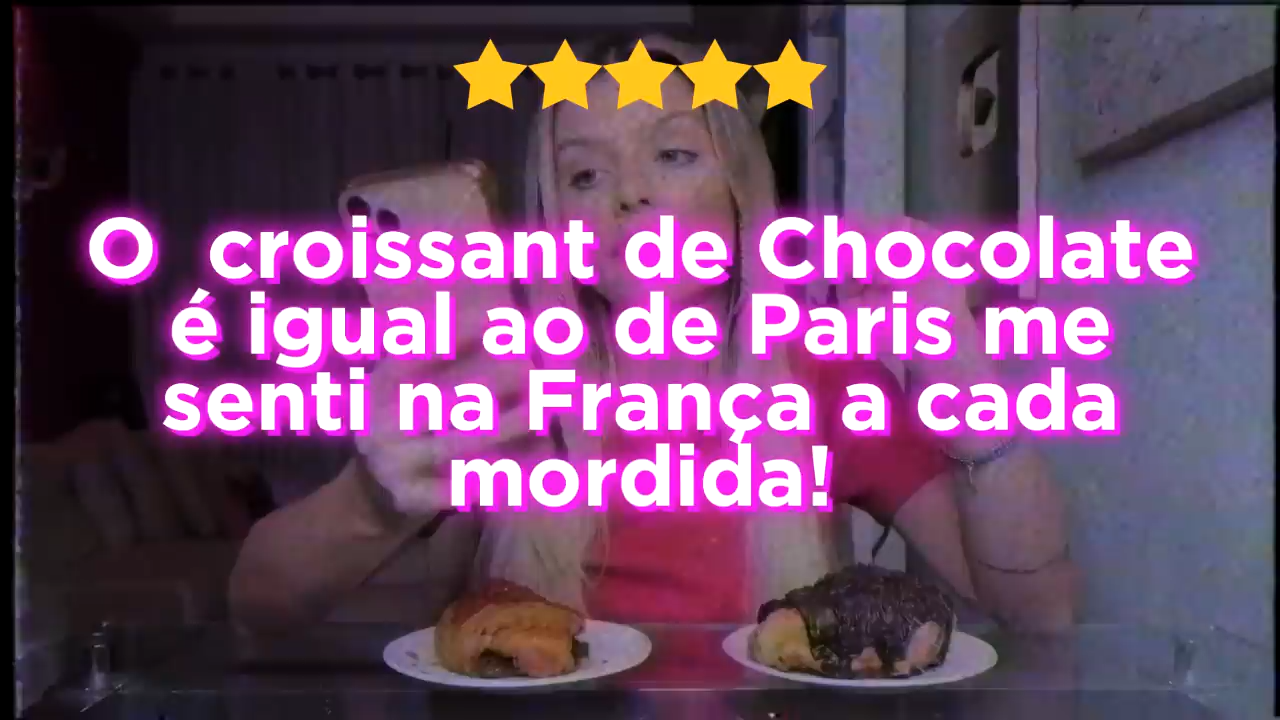 O croissant de Chocolate
é igual ao de Paris me
senti na França a cada
mordida!